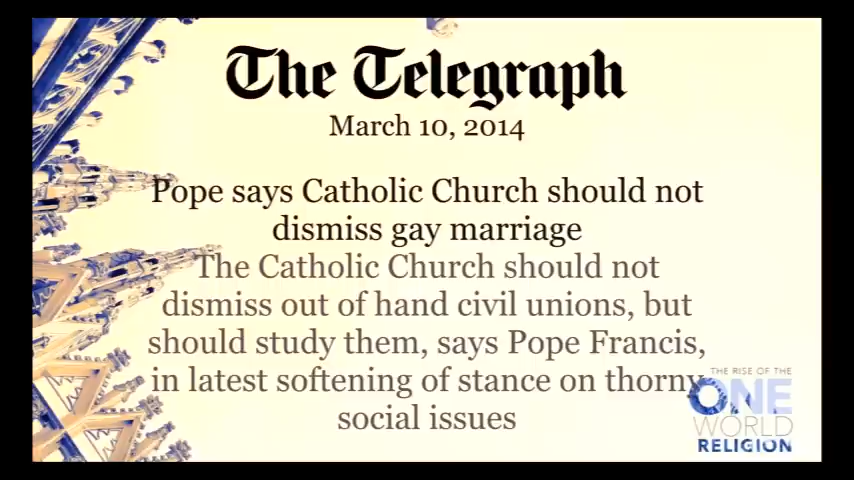 The Telegraph
March 10, 2014
Pope says Catholic Church should not
dismiss gay marriage
The Catholic Church should not
dismiss out of hand civil unions, but
should study them, says Pope Francis,
in latest softening of stance on thorny
social issues
THE RISE OF THE
ONE
WORLD
RELIGION